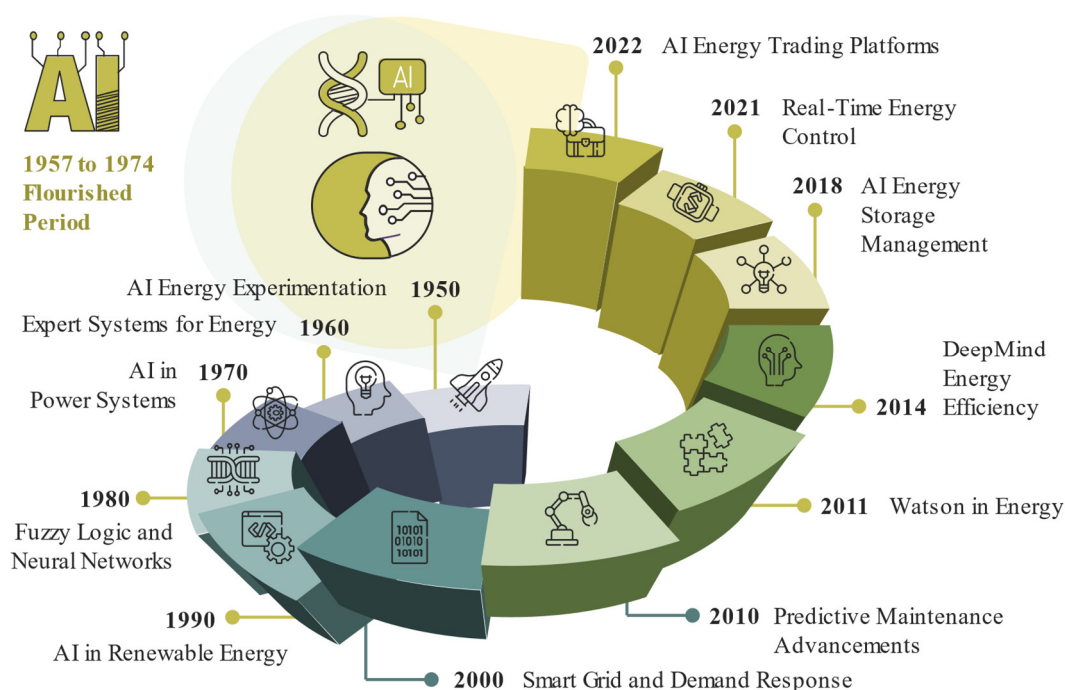 AI
1957 to 1974
Flourished
Period
AI
2022 AI Energy Trading Platforms
2021 Real-Time Energy
Control
2018 AI Energy
Storage
Management
DeepMind
Energy
2014 Efficiency
2011 Watson in Energy
2010 Predictive Maintenance
Advancements
2000 Smart Grid and Demand Response
1990
AI in Renewable Energy
1980
Fuzzy Logic and
Neural Networks
AI in 1970
Power Systems
Expert Systems for Energy 1960
AI Energy Experimentation 1950
10101
01010
10101